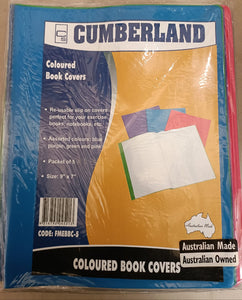 CUMBERLAND
Coloured
Book Covers
• Re-usable slip on covers
perfect for your exercise
books, notebooks, etc.
• Assorted colours: blue
purple, green and pink
• Packet of 5
• Size: 9" x 7"
CODE: FMEBBC-5
Australian Made
Australian Made
Australian Owned
COLOURED BOOK COVERS